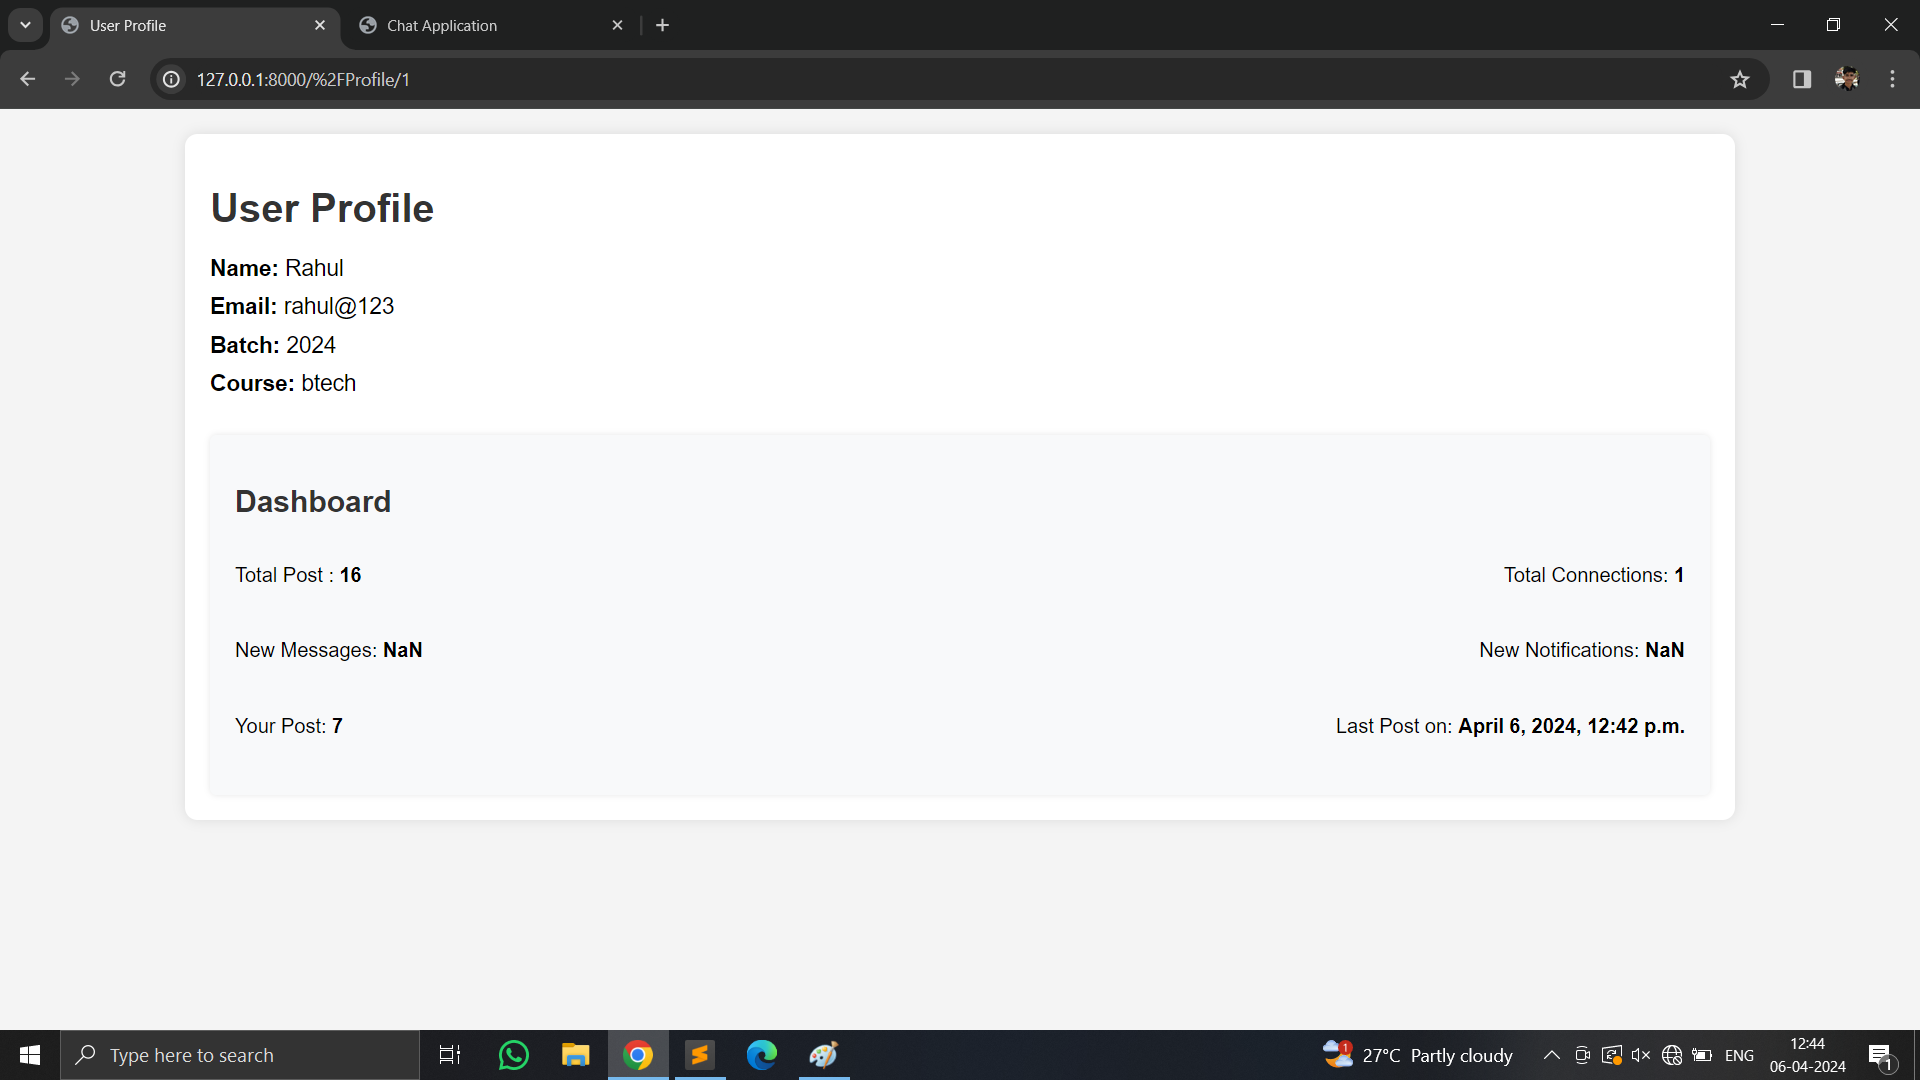 User Profile
Chat Application
127.0.0.1:8000/%2FProfile/1
User Profile
Name: Rahul
Email: rahul@123
Batch: 2024
Course: btech
Dashboard
Total Post : 16
Total Connections: 1
New Messages: NaN
New Notifications: NaN
Your Post: 7
Last Post on: April 6, 2024, 12:42 p.m.
Type here to search
1
27°C Partly cloudy
ENG
12:44
06-04-2024
1